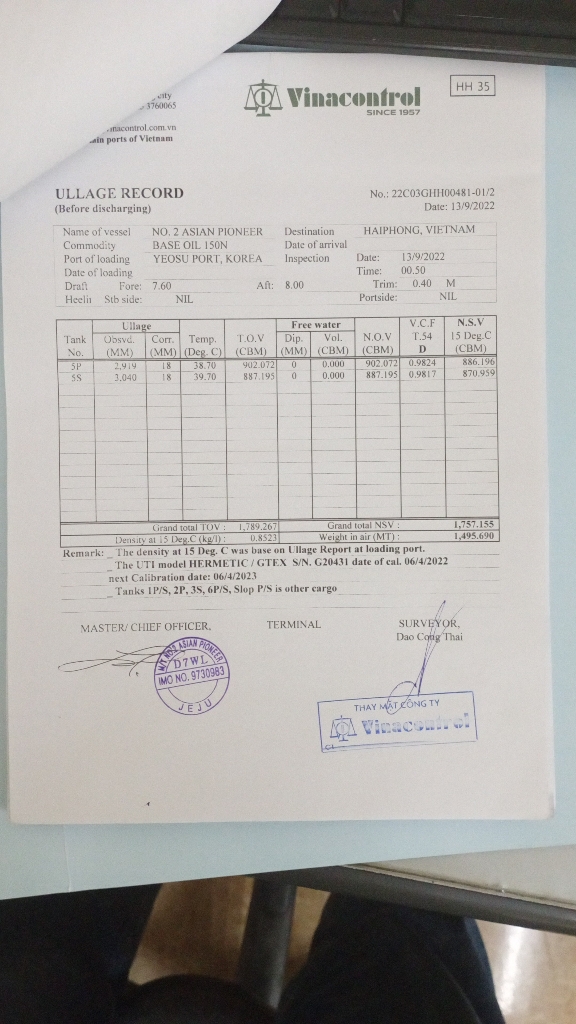 HH 35
3760065
Vinacontrol
SINCE 1957
macontrol.com.vn
ain ports of Vietnam
ULLAGE RECORD
(Before discharging)
No.: 22C03GHH00481-01/2
Date: 13/9/2022
Name of vessel NO. 2 ASIAN PIONEER Destination HAIPHONG, VIETNAM
Commodity BASE OIL 150N Date of arrival
Port of loading YEOSU PORT, KOREA Inspection Date: 13/9/2022
Date of loading Time: 00.50
Draft Fore: 7.60 Aft: 8.00 Trim: 0.40 M
Heelit Stb side: NIL Portside: NIL
Ullage Free water V.C.F N.S.V
Tank Obsvd. Corr. Temp. T.O.V Dip. Vol. N.O.V T.54 15 Deg.C
No. (MM) (MM) (Deg. C) (CBM) (MM) (CBM) (CBM) D (CBM)
5P 2,919 18 38.70 902.072 0 0.000 902.072 0.9824 886.196
5S 3,040 18 39.70 887.195 0 0.000 887.195 0.9817 870.959
Grand total TOV : 1,789.267 Grand total NSV : 1,757.155
Density at 15 Deg.C (kg/l) : 0.8523 Weight in air (MT) : 1,495.690
Remark: _ The density at 15 Deg. C was base on Ullage Report at loading port.
_ The UTI model HERMETIC / GTEX S/N. G20431 date of cal. 06/4/2022
next Calibration date: 06/4/2023
_ Tanks 1P/S, 2P, 3S, 6P/S, Slop P/S is other cargo
MASTER/ CHIEF OFFICER, TERMINAL SURVEYOR,
Dao Cong Thai
M/T NO.2 ASIAN PIONEER
D7WL
IMO NO. 9730983
JEJU
THAY MẶT CÔNG TY
Vinacontrol